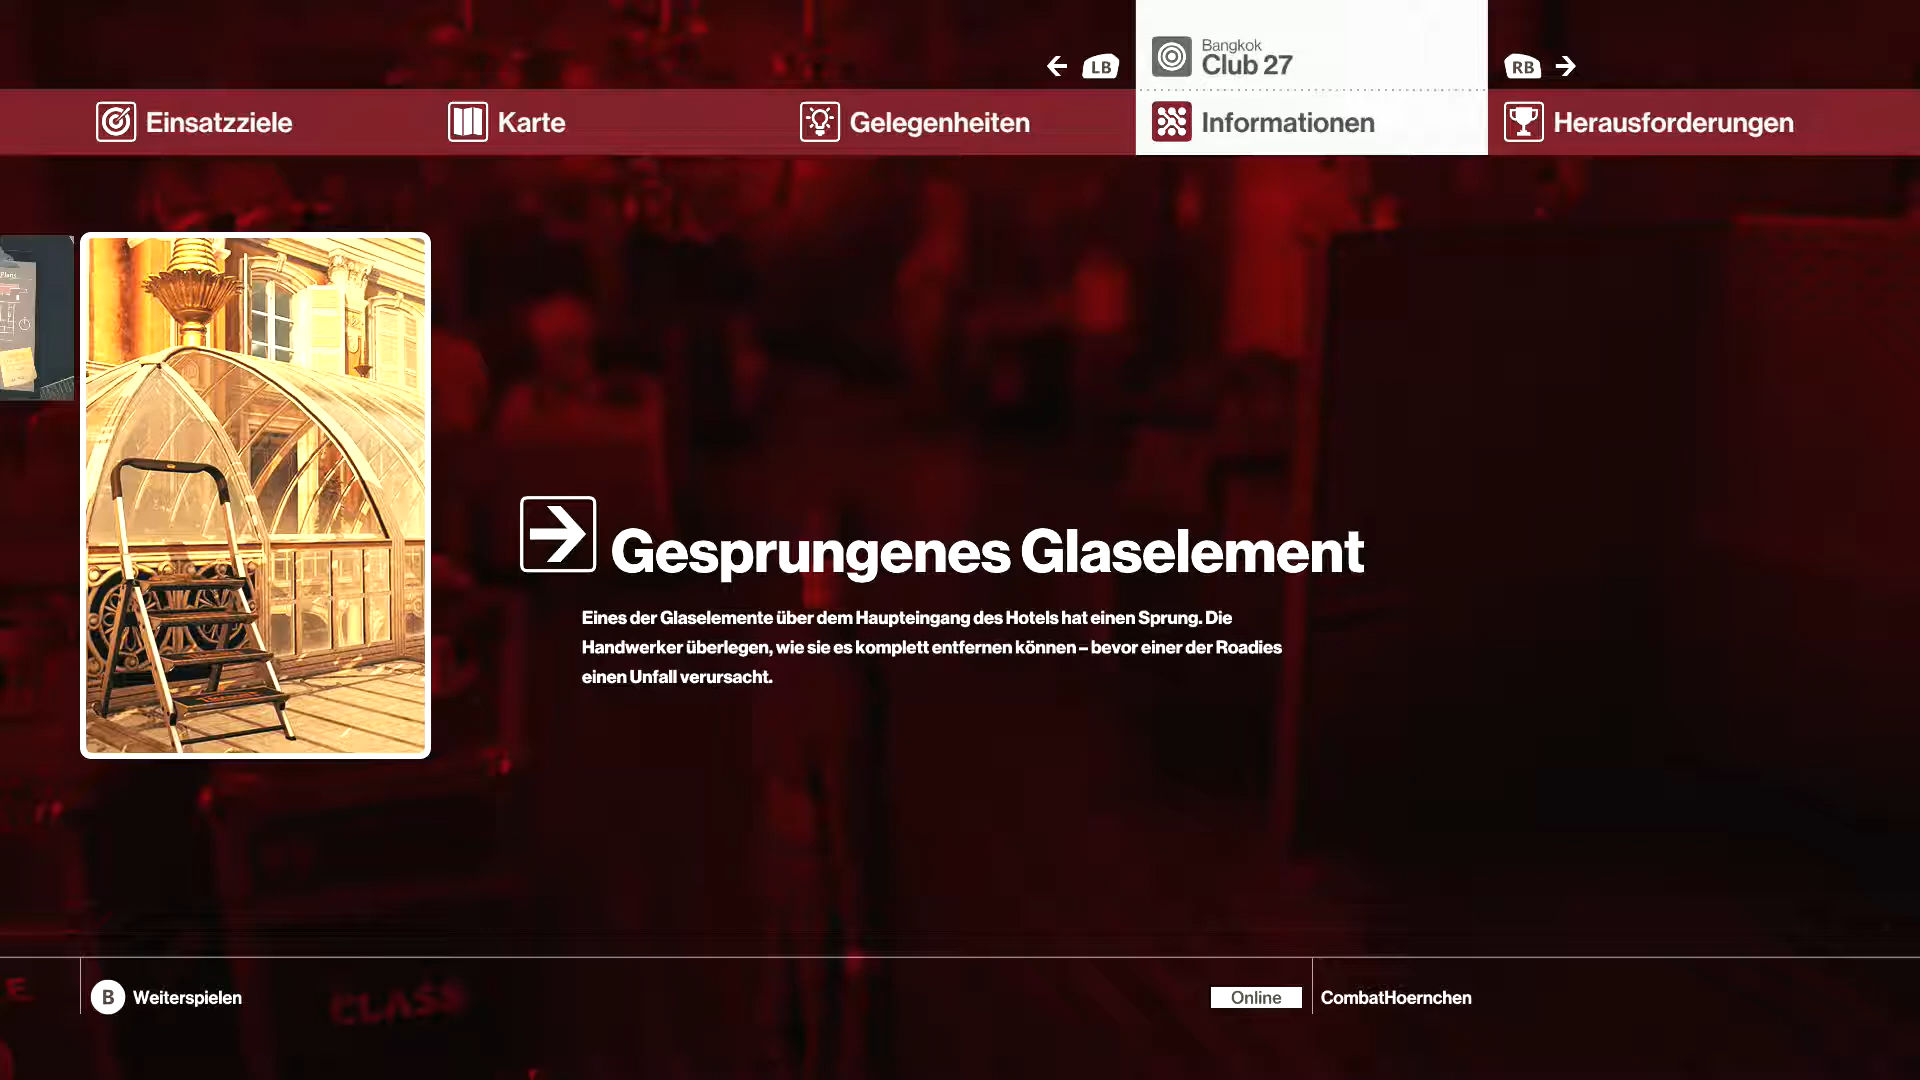 Bangkok
Club 27
LB
RB
Einsatzziele
Karte
Gelegenheiten
Informationen
Herausforderungen
Gesprungenes Glaselement
Eines der Glaselemente über dem Haupteingang des Hotels hat einen Sprung. Die
Handwerker überlegen, wie sie es komplett entfernen können – bevor einer der Roadies
einen Unfall verursacht.
CLASS
B Weiterspielen
Online
CombatHoernchen